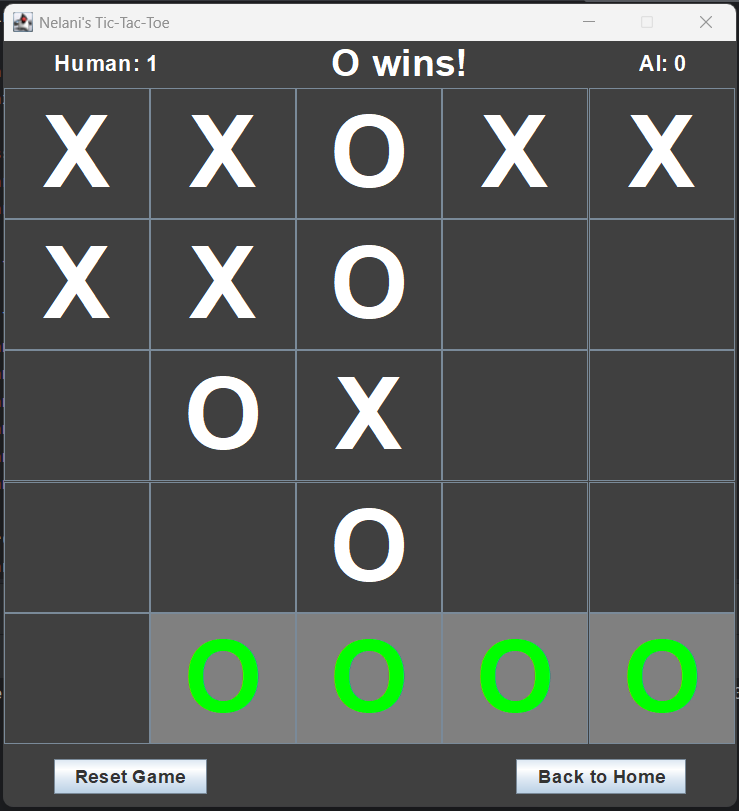 Nelani's Tic-Tac-Toe
Human: 1 O wins! AI: 0
X X O X X
X X O
O X
O
O O O O
Reset Game Back to Home